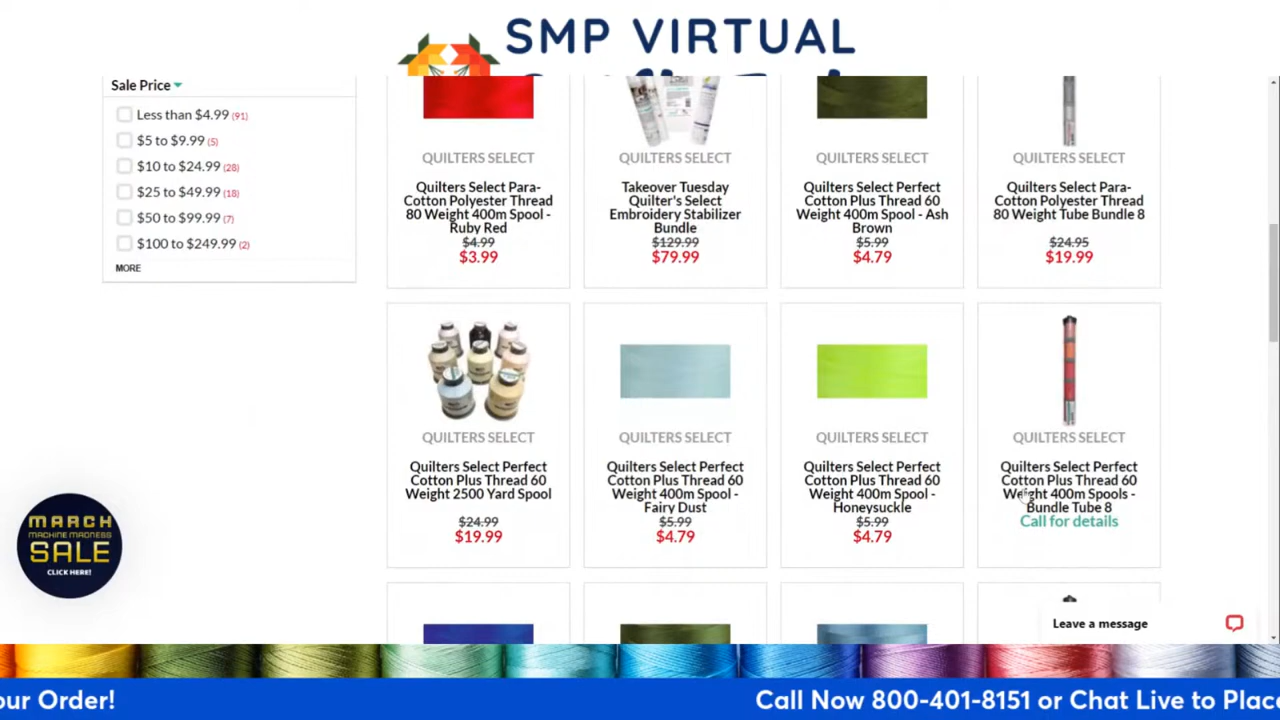 SMP VIRTUAL
Sale Price
Less than $4.99 (91)
$5 to $9.99 (5)
$10 to $24.99 (28)
$25 to $49.99 (18)
$50 to $99.99 (7)
$100 to $249.99 (2)
MORE
QUILTERS SELECT
Quilters Select Para-
Cotton Polyester Thread
80 Weight 400m Spool -
Ruby Red
$4.99
$3.99
QUILTERS SELECT
Takeover Tuesday
Quilter's Select
Embroidery Stabilizer
Bundle
$129.99
$79.99
QUILTERS SELECT
Quilters Select Perfect
Cotton Plus Thread 60
Weight 400m Spool - Ash
Brown
$5.99
$4.79
QUILTERS SELECT
Quilters Select Para-
Cotton Polyester Thread
80 Weight Tube Bundle 8
$24.95
$19.99
QUILTERS SELECT
Quilters Select Perfect
Cotton Plus Thread 60
Weight 2500 Yard Spool
$24.99
$19.99
QUILTERS SELECT
Quilters Select Perfect
Cotton Plus Thread 60
Weight 400m Spool -
Fairy Dust
$5.99
$4.79
QUILTERS SELECT
Quilters Select Perfect
Cotton Plus Thread 60
Weight 400m Spool -
Honeysuckle
$5.99
$4.79
QUILTERS SELECT
Quilters Select Perfect
Cotton Plus Thread 60
Weight 400m Spools -
Bundle Tube 8
Call for details
MARCH
MACHINE MADNESS
SALE
CLICK HERE!
Leave a message
our Order! Call Now 800-401-8151 or Chat Live to Place